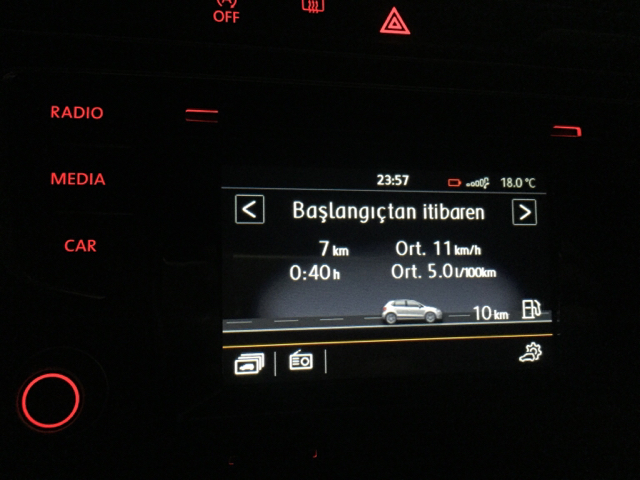 OFF
RADIO
MEDIA
CAR
23:57 18.0 °C
< Başlangıçtan itibaren >
7 km Ort. 11 km/h
0:40 h Ort. 5.0 l/100km
10 km